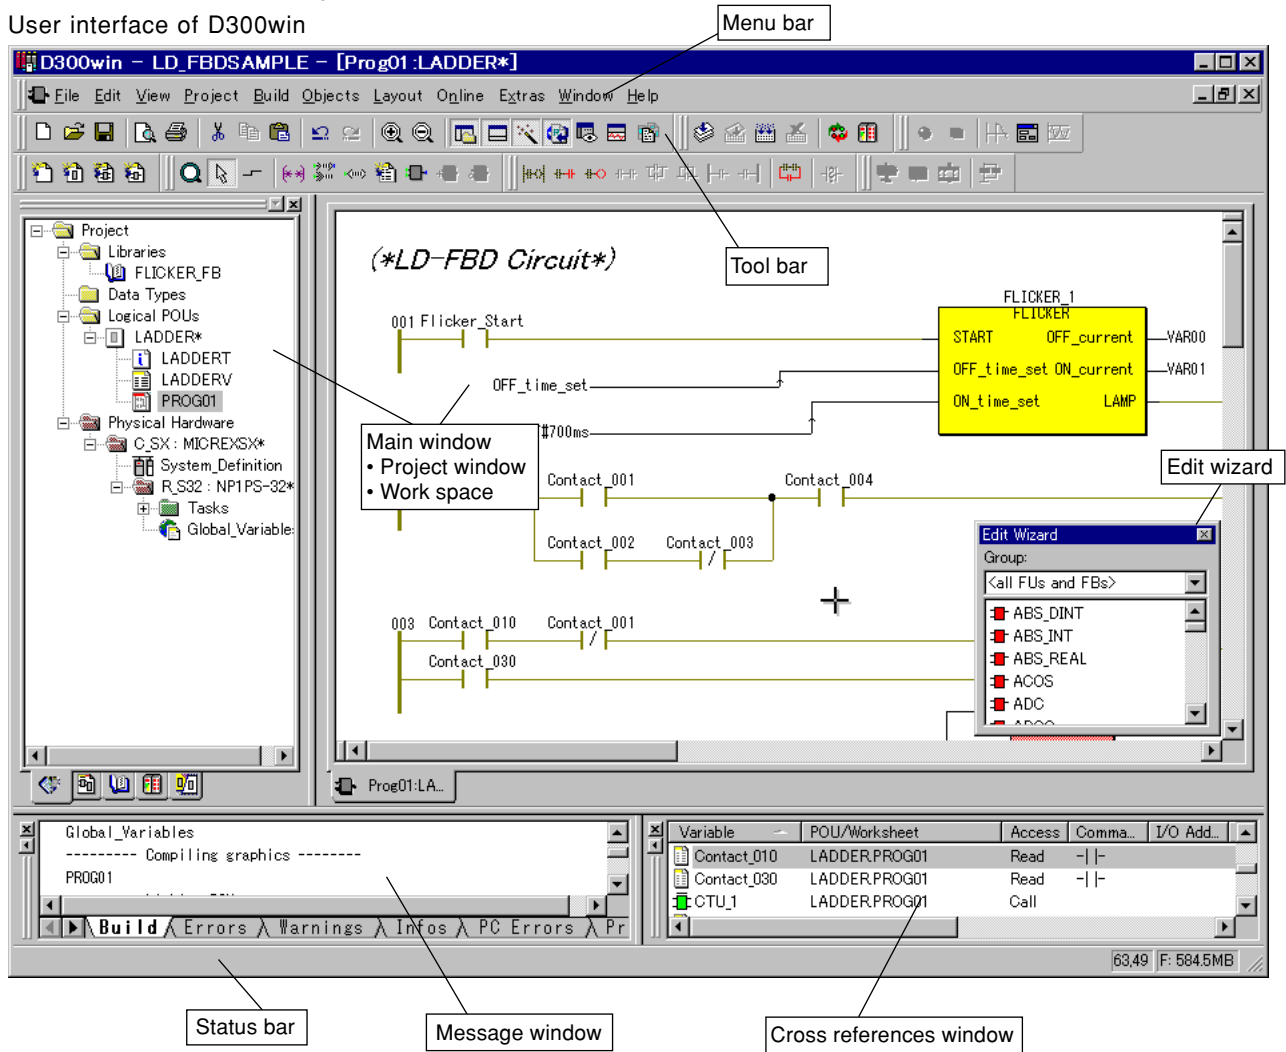 User interface of D300win
Menu bar
D300win - LD_FBDSAMPLE - [Prog01:LADDER*]
File Edit View Project Build Objects Layout Online Extras Window Help
Tool bar
Project
Libraries
FLICKER_FB
Data Types
Logical POUs
LADDER*
LADDERT
LADDERV
PROG01
Physical Hardware
C_SX : MICREXSX*
System_Definition
R_S32 : NP1PS-32*
Tasks
Global_Variable
(*LD-FBD Circuit*)
001 Flicker_Start
FLICKER_1
FLICKER
START OFF_current VAR00
OFF_time_set OFF_time_set ON_current VAR01
ON_time_set LAMP
#700ms
Main window
• Project window
• Work space
Contact_001 Contact_004
Contact_002 Contact_003
003 Contact_010 Contact_001
Contact_030
Edit wizard
Edit Wizard
Group:
<all FUs and FBs>
ABS_DINT
ABS_INT
ABS_REAL
ACOS
ADC
Prog01:LA...
Global_Variables
--------- Compiling graphics --------
PROG01
Build Errors Warnings Infos PC Errors Pr
Variable POU/Worksheet Access Comma... I/O Add...
Contact_010 LADDER.PROG01 Read -| |-
Contact_030 LADDER.PROG01 Read -| |-
CTU_1 LADDER.PROG01 Call
63,49 F: 584.5MB
Status bar
Message window
Cross references window